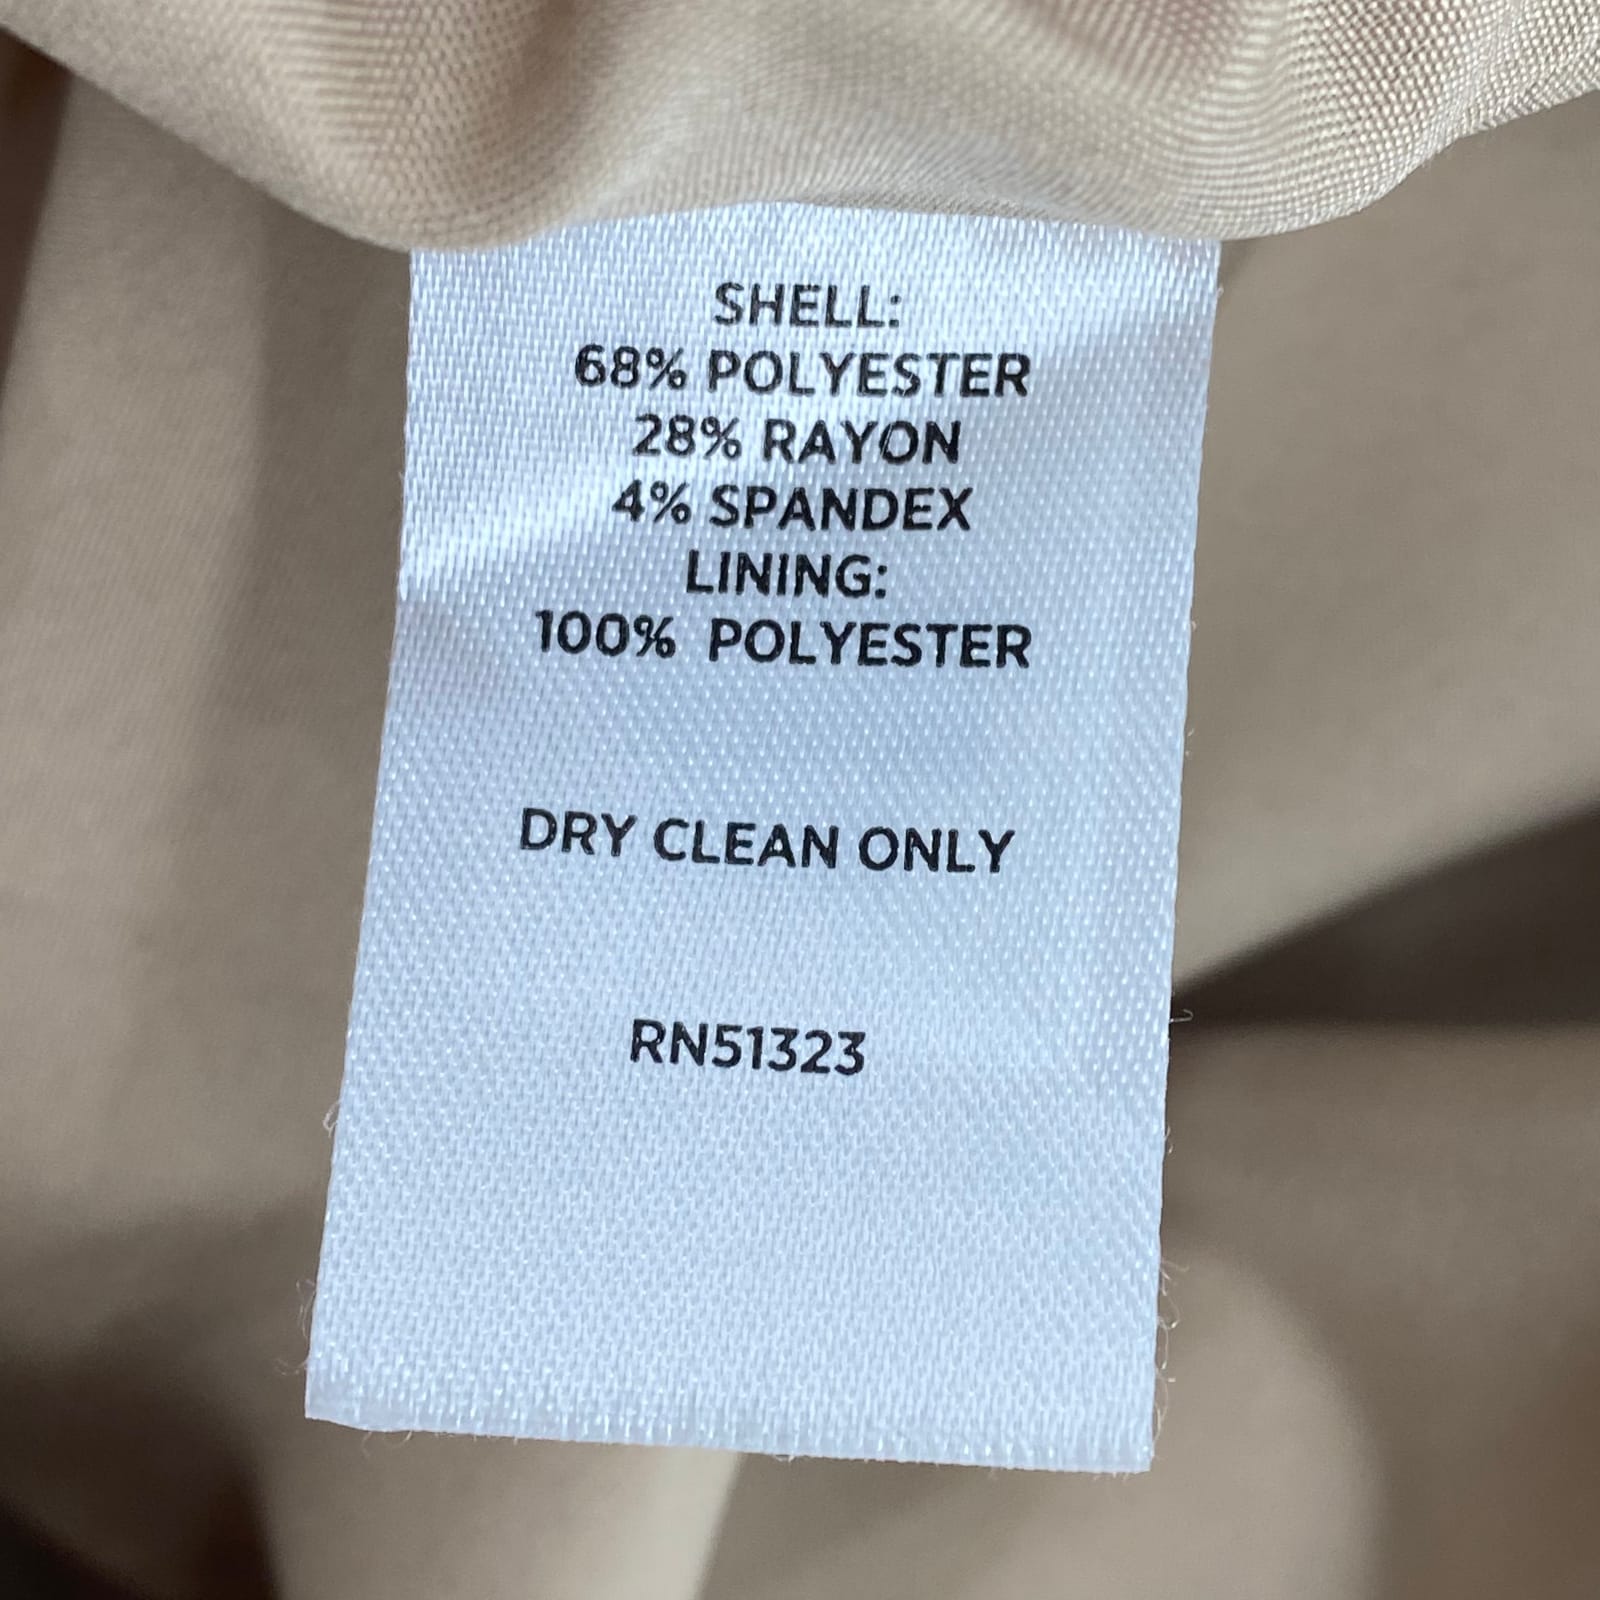 SHELL:
68% POLYESTER
28% RAYON
4% SPANDEX
LINING:
100% POLYESTER
DRY CLEAN ONLY
RN51323